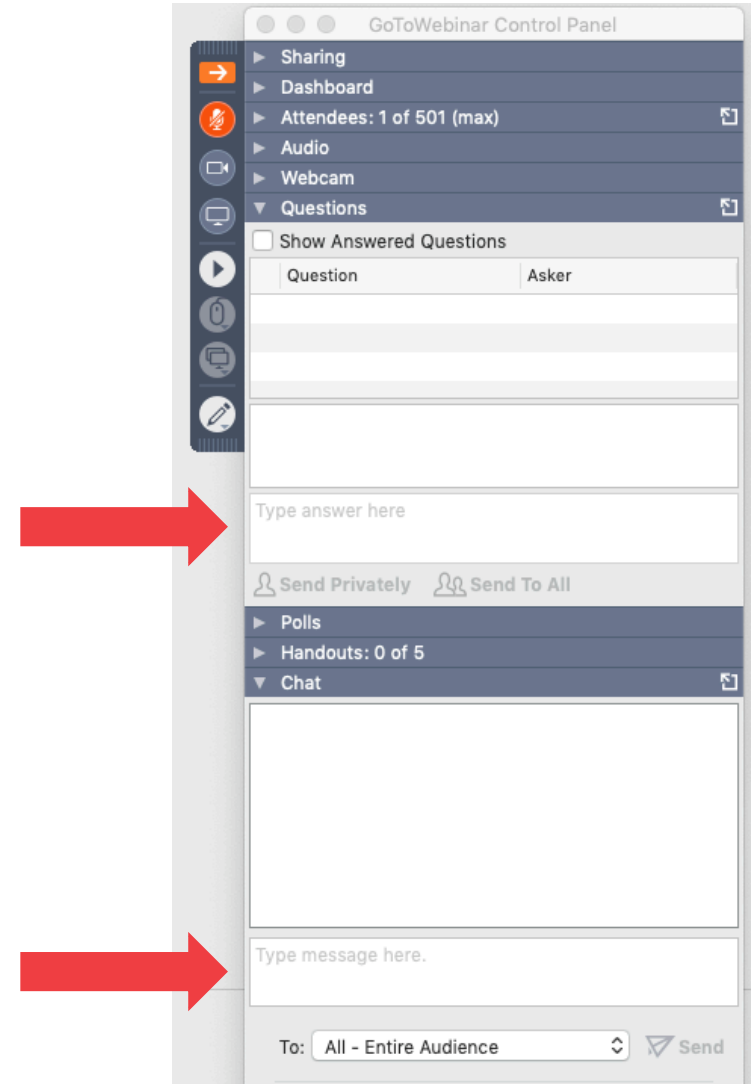 GoToWebinar Control Panel
Sharing
Dashboard
Attendees: 1 of 501 (max)
Audio
Webcam
Questions
Show Answered Questions
Question Asker
Type answer here
Send Privately Send To All
Polls
Handouts: 0 of 5
Chat
Type message here.
To: All - Entire Audience Send